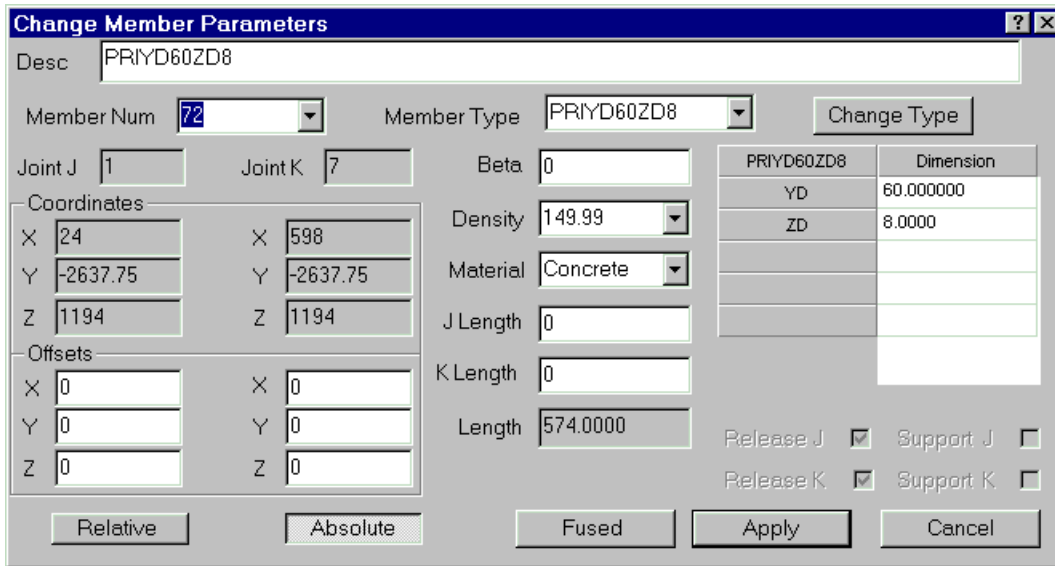 Change Member Parameters ? ×
Desc PRIYD60ZD8
Member Num 72 Member Type PRIYD60ZD8 Change Type
Joint J 1 Joint K 7 Beta 0 PRIYD60ZD8 Dimension
YD 60.000000
Coordinates
X 24 X 598 Density 149.99 ZD 8.0000
Y -2637.75 Y -2637.75 Material Concrete
Z 1194 Z 1194 J Length 0
Offsets
X 0 X 0 K Length 0
Y 0 Y 0 Length 574.0000 Release J Support J
Z 0 Z 0 Release K Support K
Relative Absolute Fused Apply Cancel